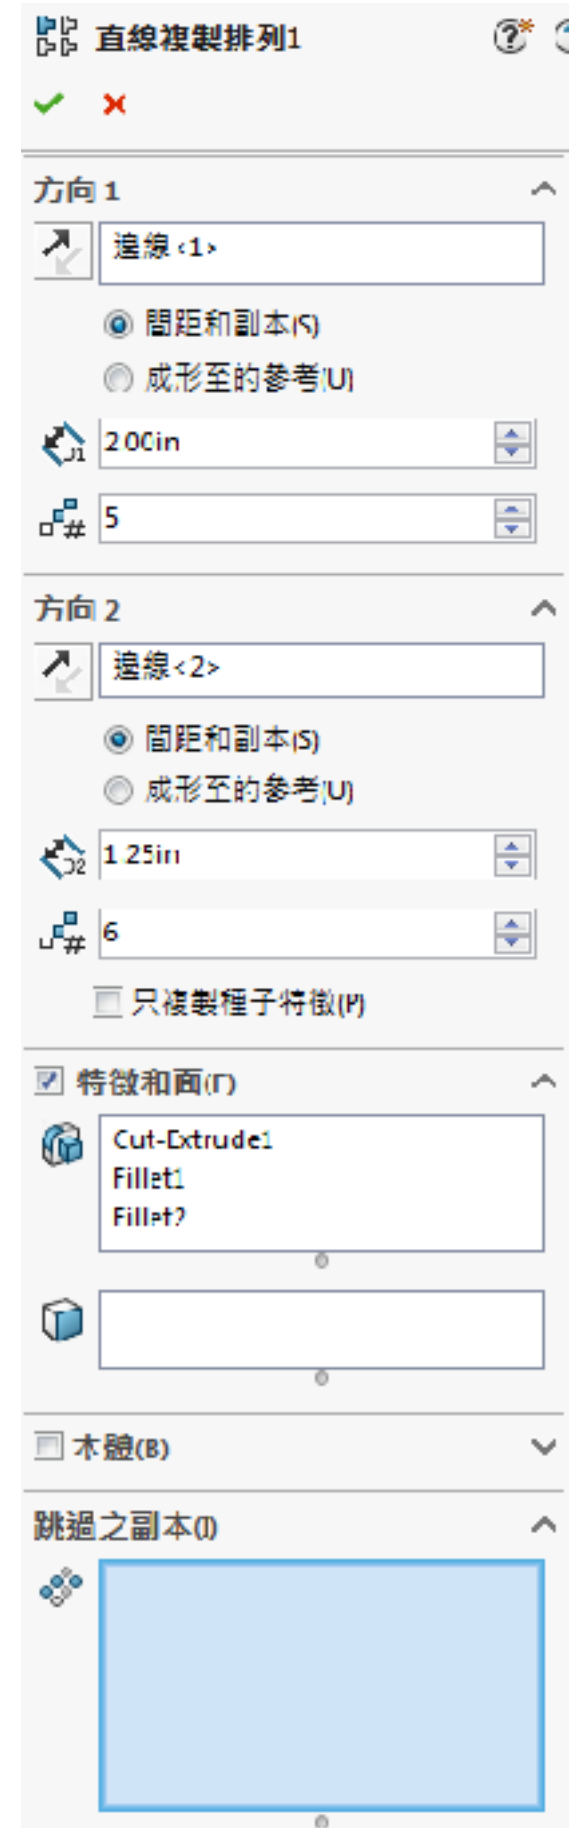 直線複製排列1
方向 1
邊線<1>
間距和副本(S)
成形至的參考(U)
D1
2.00in
#
5
方向 2
邊線<2>
間距和副本(S)
成形至的參考(U)
D2
1.25in
#
6
只複製種子特徵(P)
特徵和面(F)
Cut-Extrude1
Fillet1
Fillet2
本體(B)
跳過之副本(I)